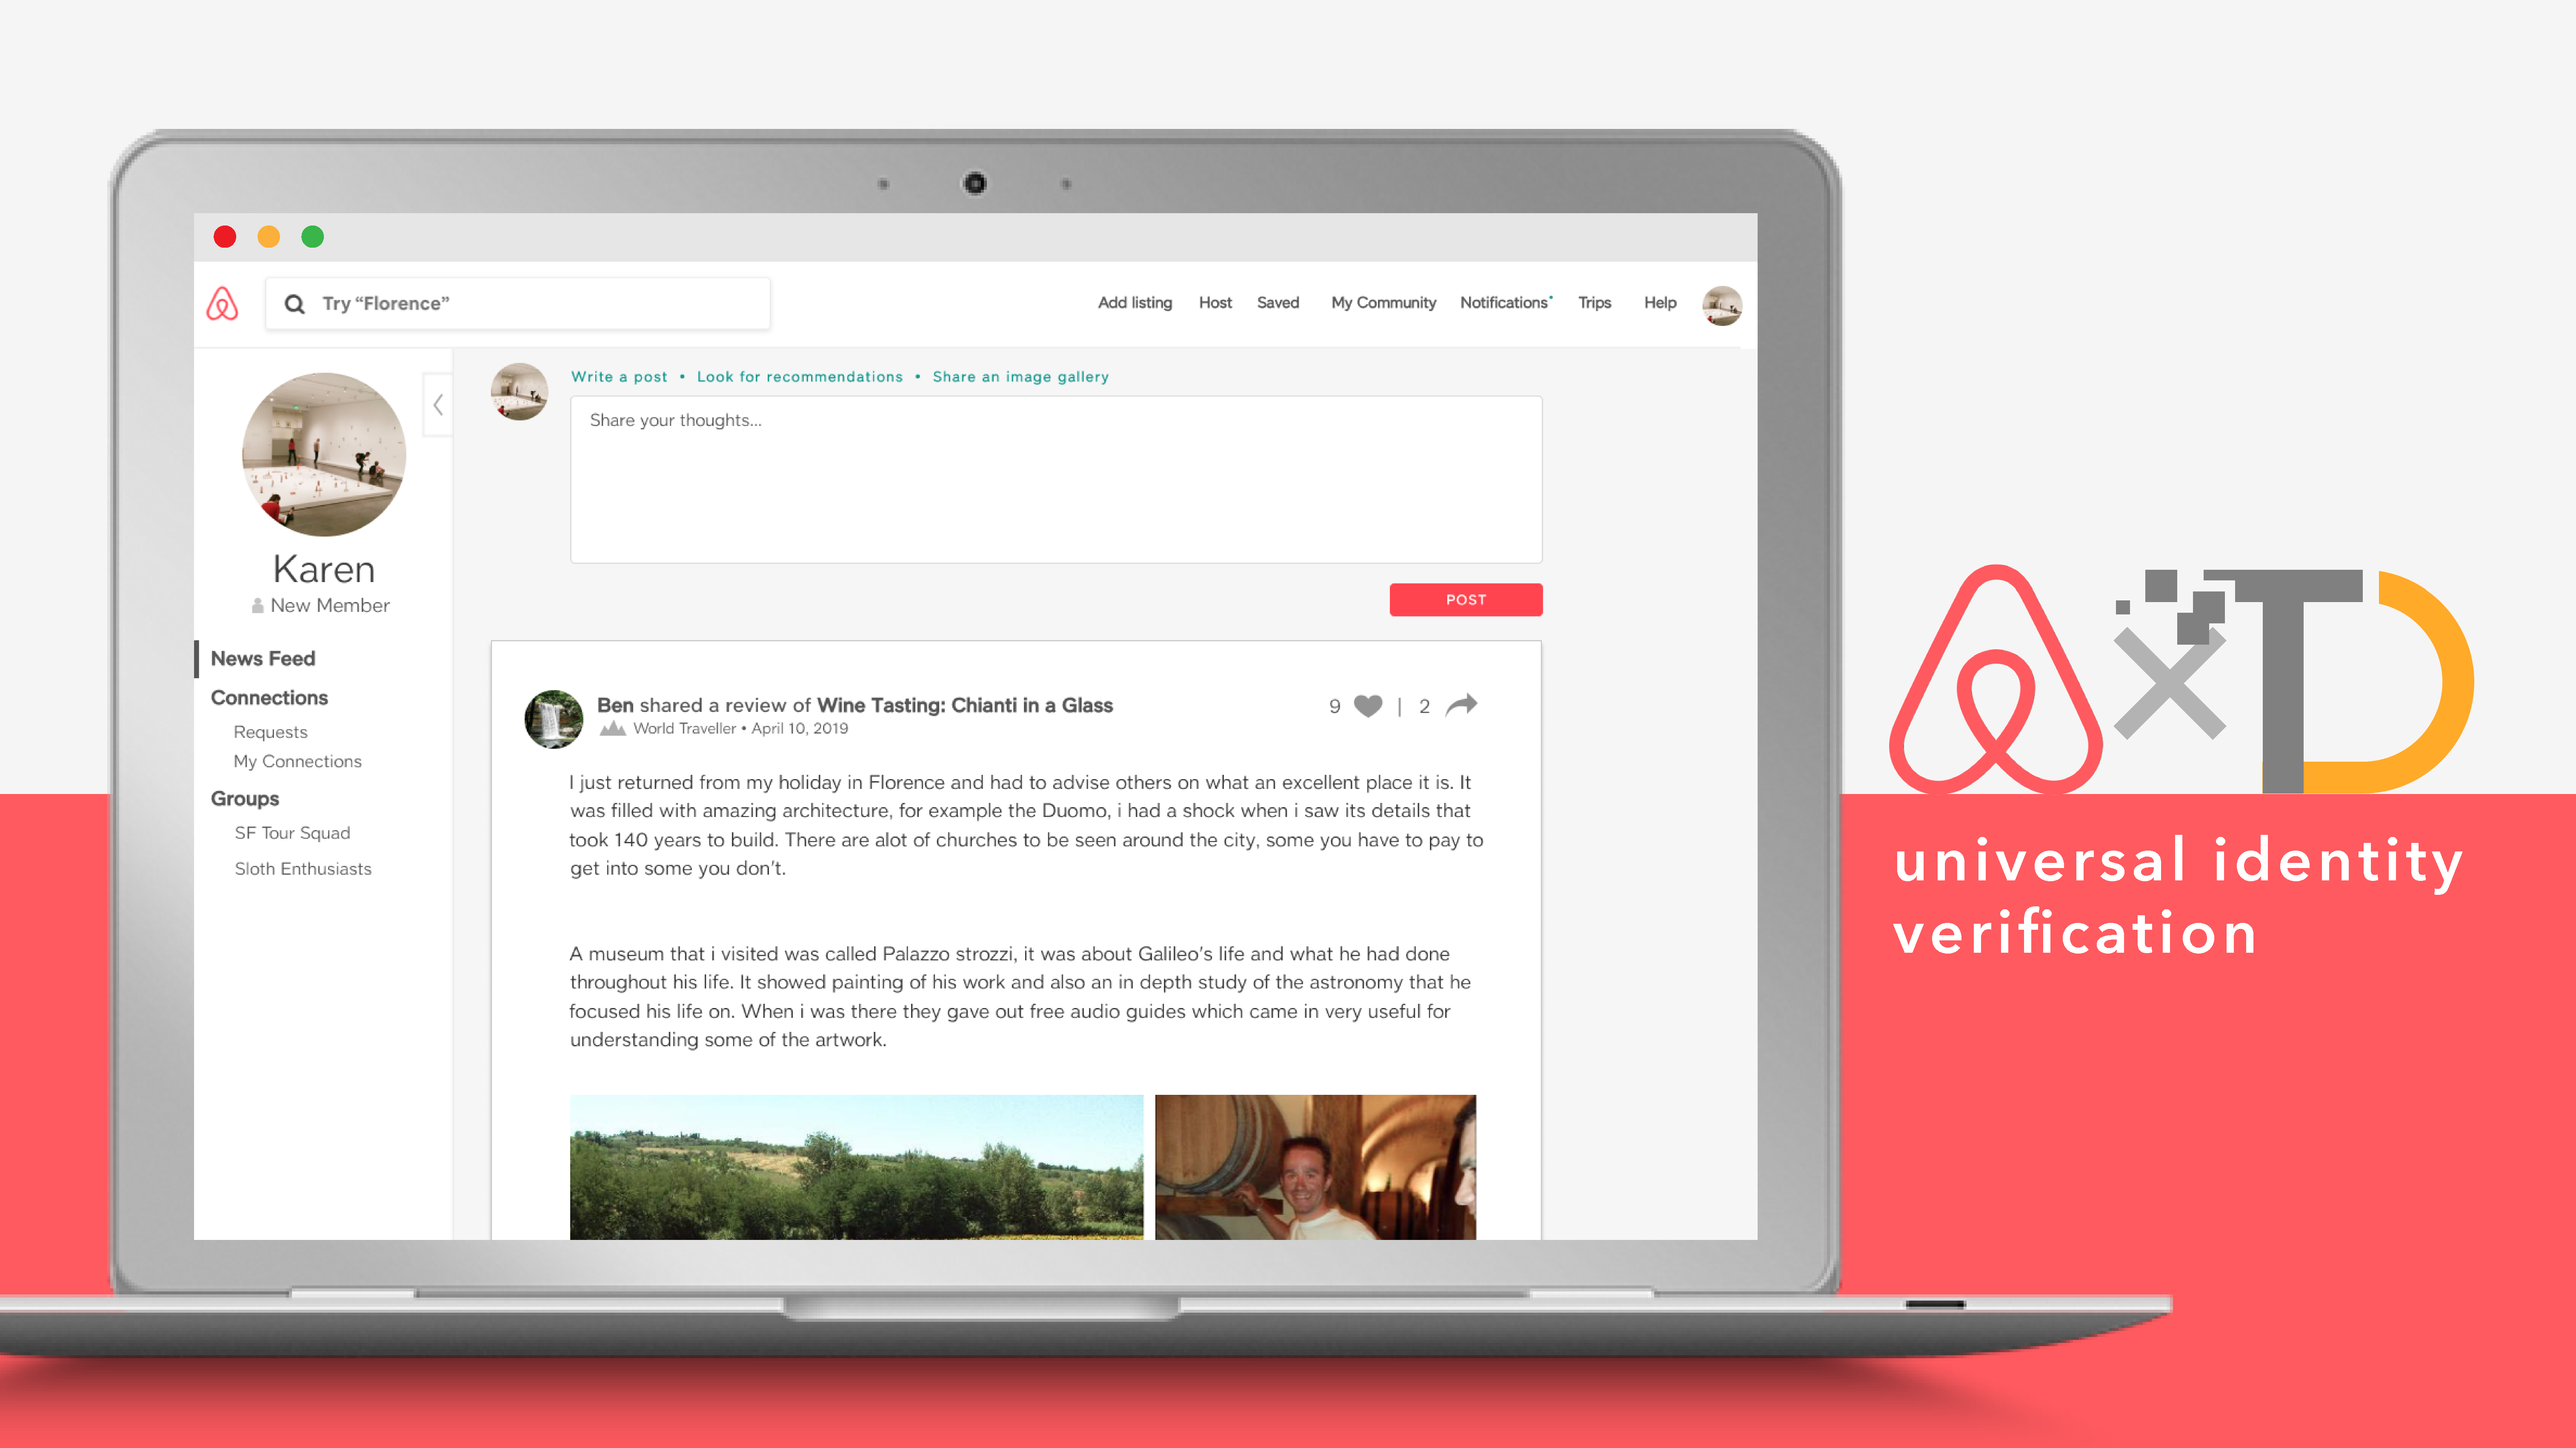 Try “Florence”
Add listing Host Saved My Community Notifications Trips Help
Karen
New Member
News Feed
Connections
Requests
My Connections
Groups
SF Tour Squad
Sloth Enthusiasts
Write a post • Look for recommendations • Share an image gallery
Share your thoughts...
POST
Ben shared a review of Wine Tasting: Chianti in a Glass
World Traveller • April 10, 2019
9 | 2
I just returned from my holiday in Florence and had to advise others on what an excellent place it is. It
was filled with amazing architecture, for example the Duomo, i had a shock when i saw its details that
took 140 years to build. There are alot of churches to be seen around the city, some you have to pay to
get into some you don’t.
A museum that i visited was called Palazzo strozzi, it was about Galileo’s life and what he had done
throughout his life. It showed painting of his work and also an in depth study of the astronomy that he
focused his life on. When i was there they gave out free audio guides which came in very useful for
understanding some of the artwork.
TD
universal identity
verification